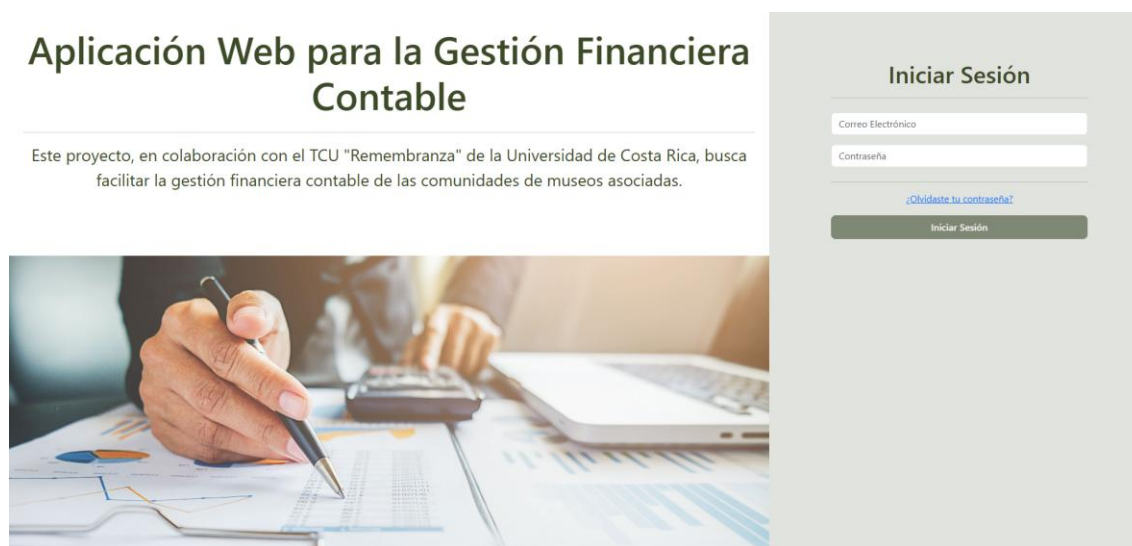 Aplicación Web para la Gestión Financiera
Contable
Este proyecto, en colaboración con el TCU "Remembranza" de la Universidad de Costa Rica, busca
facilitar la gestión financiera contable de las comunidades de museos asociadas.
Iniciar Sesión
Correo Electrónico
Contraseña
¿Olvidaste tu contraseña?
Iniciar Sesión